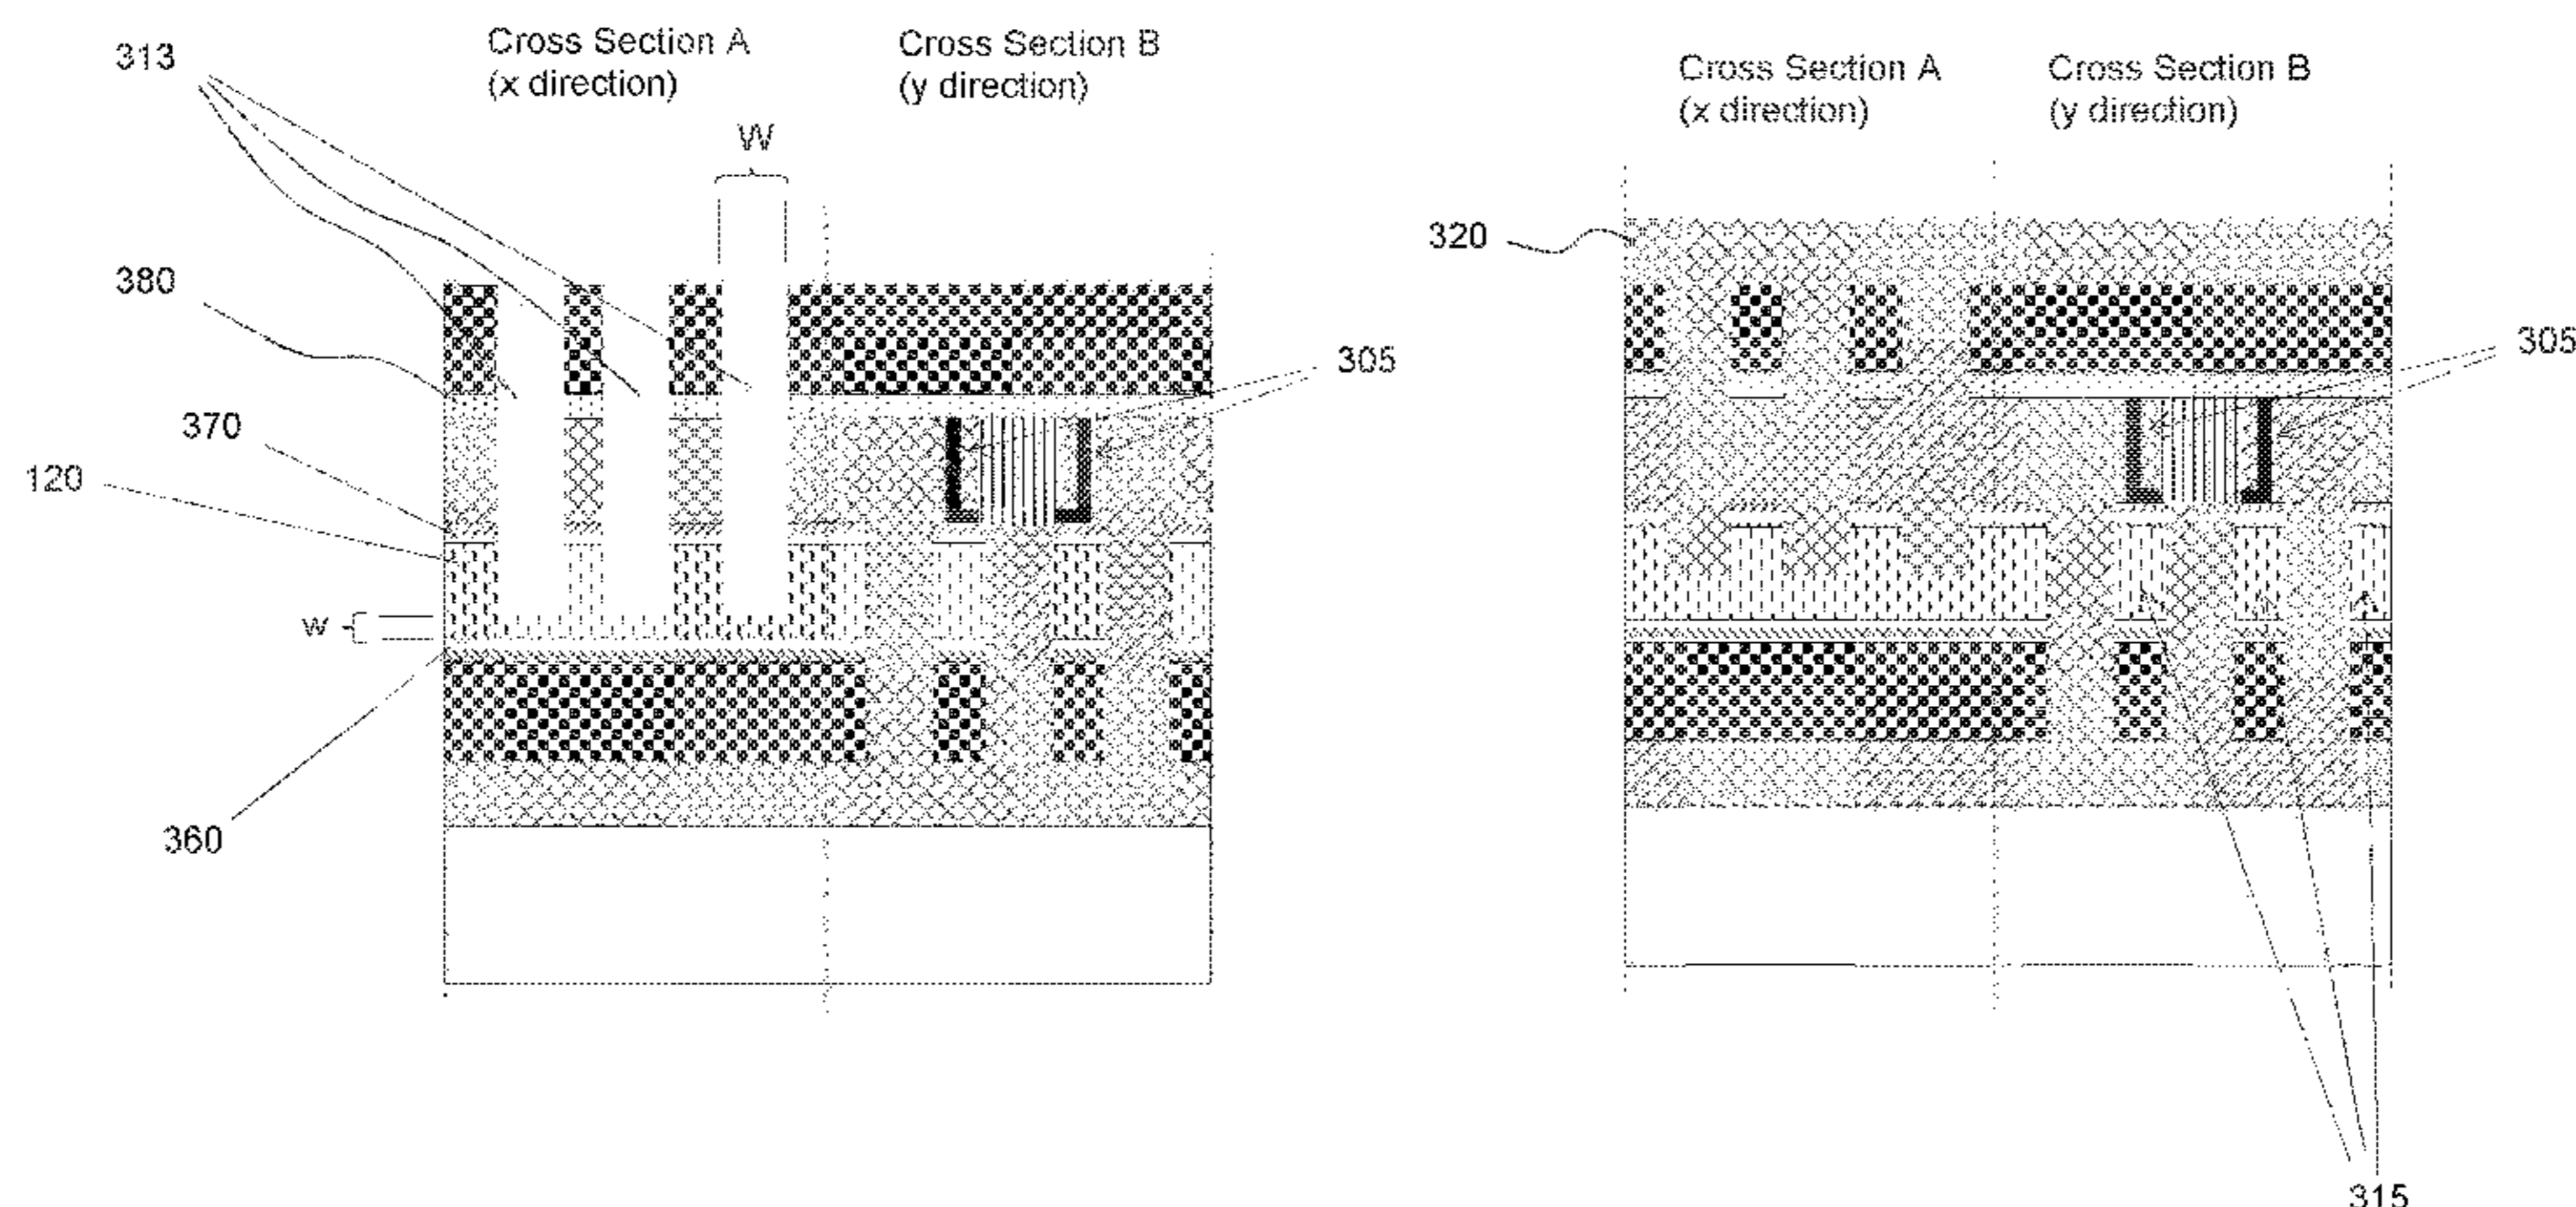 313
Cross Section A
(x direction)
Cross Section B
(y direction)
W
380
370
120
w
360
305
Cross Section A
(x direction)
Cross Section B
(y direction)
320
305
315